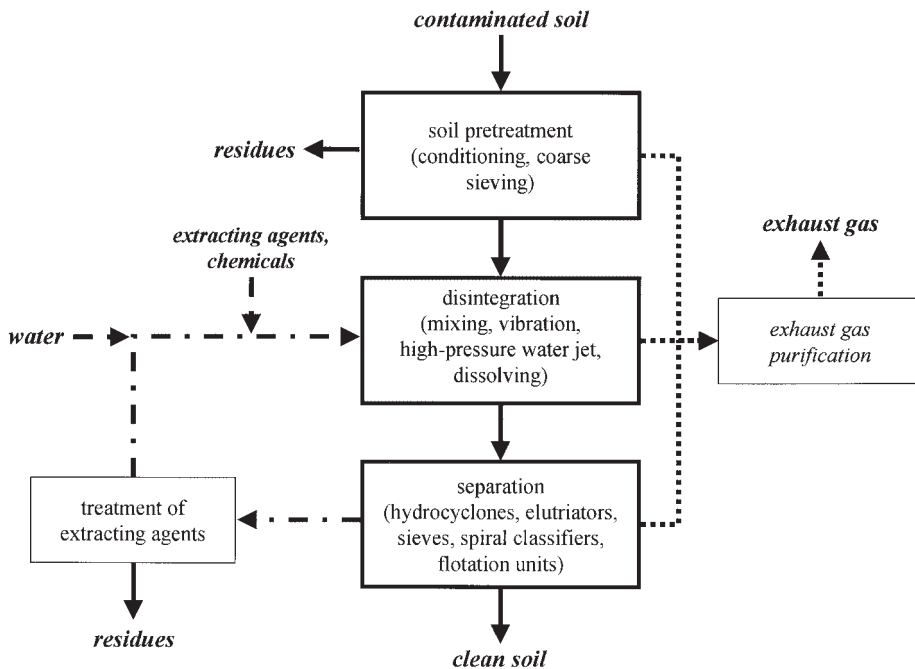 contaminated soil
soil pretreatment
(conditioning, coarse
sieving)
residues
extracting agents,
chemicals
exhaust gas
water
disintegration
(mixing, vibration,
high-pressure water jet,
dissolving)
exhaust gas
purification
treatment of
extracting agents
separation
(hydrocyclones, elutriators,
sieves, spiral classifiers,
flotation units)
residues
clean soil